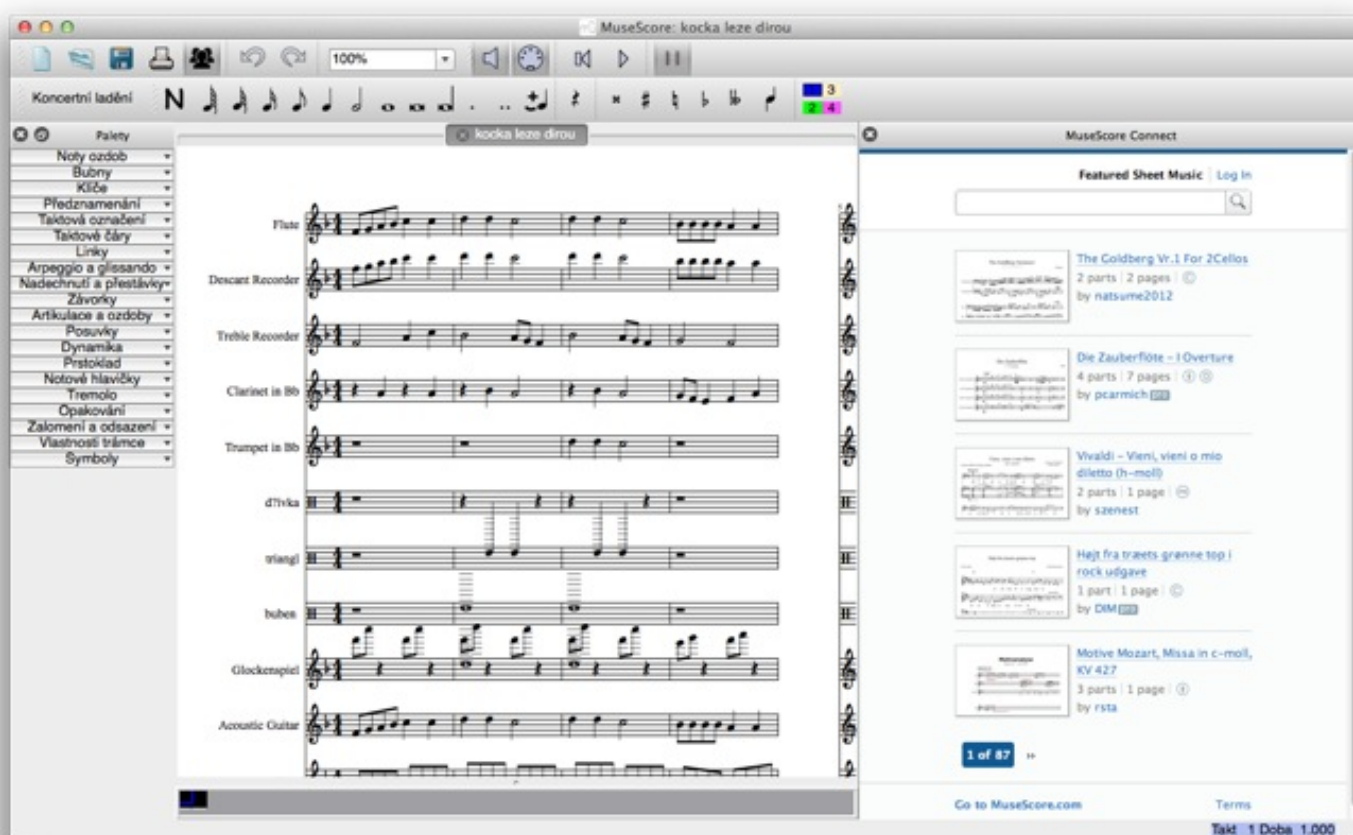 MuseScore: kocka leze dirou
100%
Koncertní ladění
N
3
2 4
Palety
kocka leze dirou
MuseScore Connect
Noty ozdob
Bubny
Klíče
Předznamenání
Taktová označení
Taktové čáry
Linky
Arpeggio a glissando
Nadechnutí a přestávky
Závorky
Artikulace a ozdoby
Posuvky
Dynamika
Prstoklad
Notové hlavičky
Tremolo
Opakování
Zalomení a odsazení
Vlastnosti trámce
Symboly
Flute
Descant Recorder
Treble Recorder
Clarinet in Bb
Trumpet in Bb
d?ívka
triangl
buben
Glockenspiel
Acoustic Guitar
Featured Sheet Music | Log In
The Goldberg Vr.1 For 2Cellos
2 parts | 2 pages
by natsume2012
Die Zauberflöte - I Overture
4 parts | 7 pages
by pcarmich pro
Vivaldi - Vieni, vieni o mio
diletto (h-moll)
2 parts | 1 page
by szenest
Højt fra træets grønne top i
rock udgave
1 part | 1 page
by DIM pro
Motive Mozart, Missa in c-moll,
KV 427
3 parts | 1 page
by rsta
1 of 87 »
Go to MuseScore.com
Terms
Takt 1 Doba 1.000